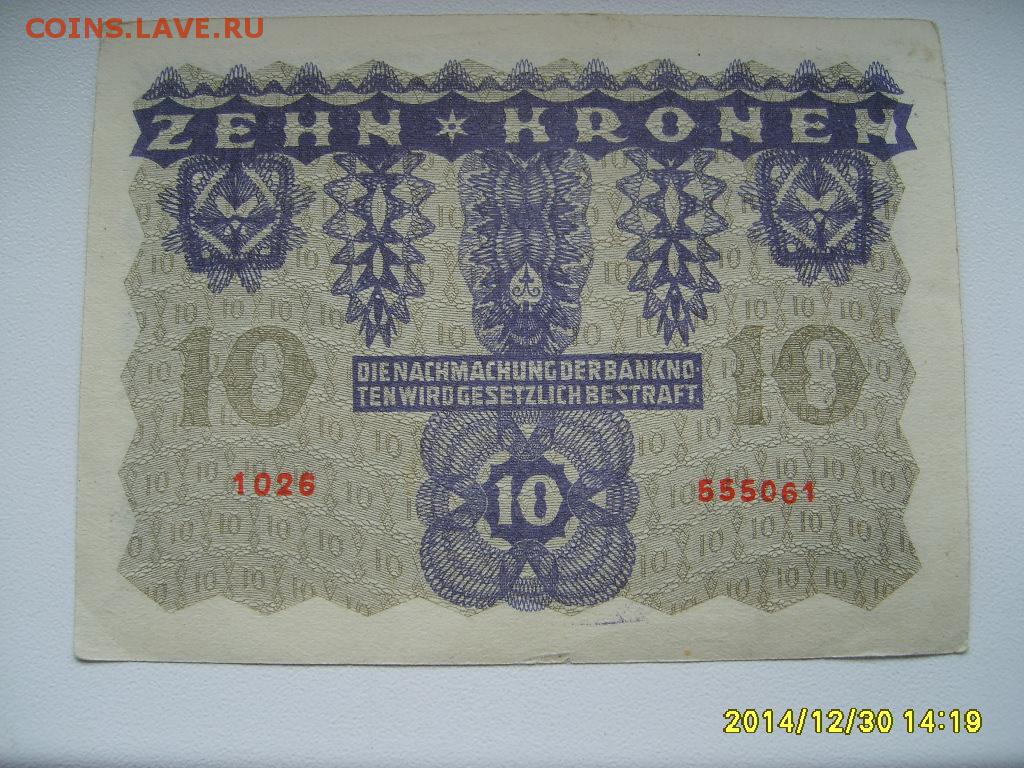 COINS.LAVE.RU
ZEHN * KRONEN
10 10
DIE NACHMACHUNG DER BANKNO-
TEN WIRD GESETZLICH BESTRAFT.
1026 10 555061
2014/12/30 14:19